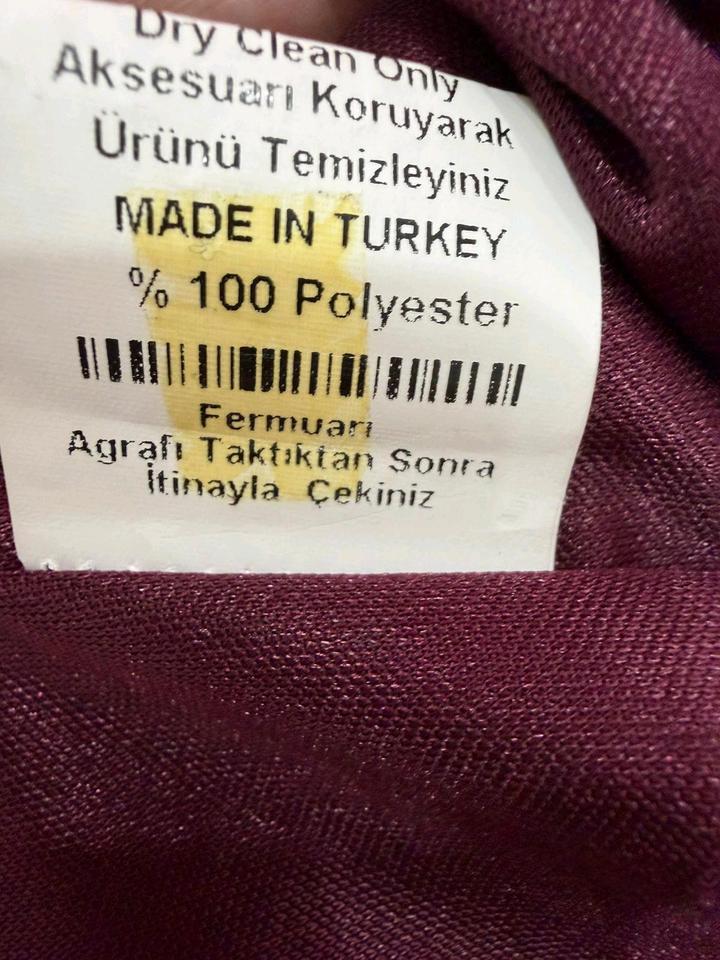 Dry Clean Only
Aksesuarı Koruyarak
Ürünü Temizleyiniz
MADE IN TURKEY
% 100 Polyester
Fermuarı
Agrafı Taktıktan Sonra
İtinayla Çekiniz